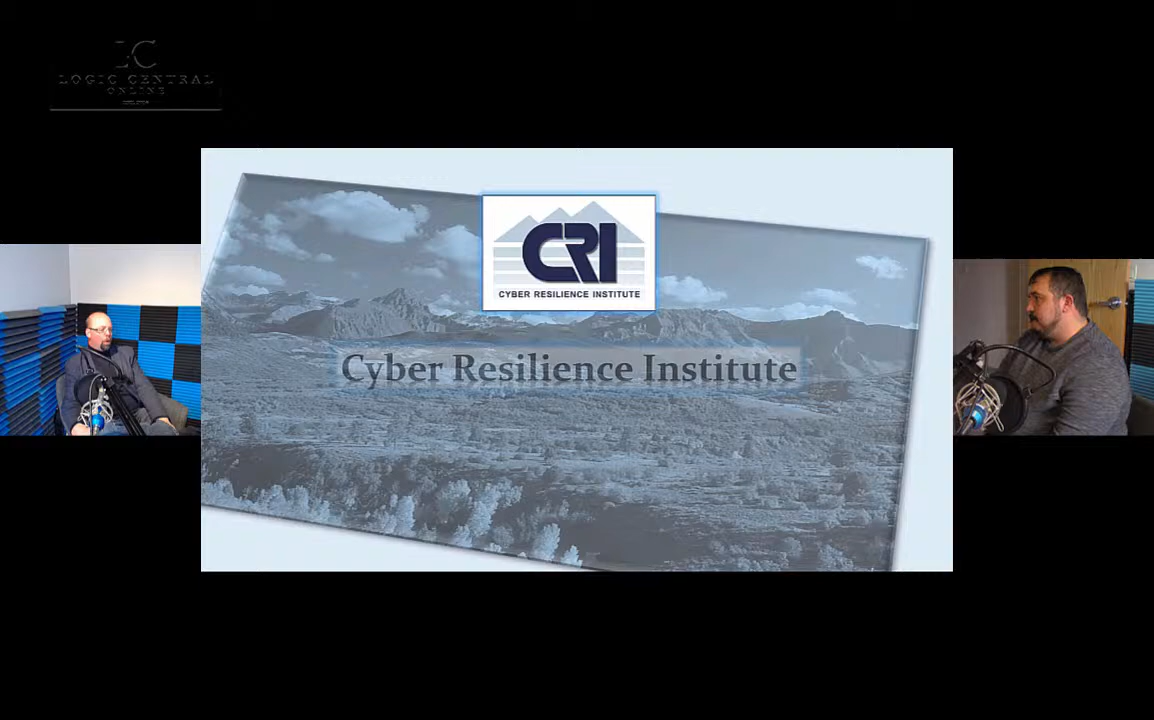 LC
LOGIC CENTRAL
ONLINE
CRI
CYBER RESILIENCE INSTITUTE
Cyber Resilience Institute